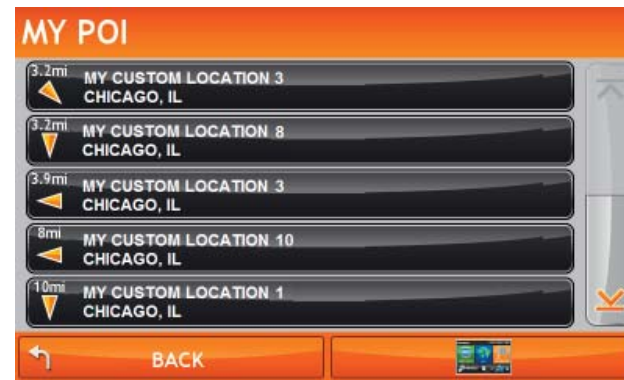 MY POI
3.2mi
MY CUSTOM LOCATION 3
CHICAGO, IL
3.2mi
MY CUSTOM LOCATION 8
CHICAGO, IL
3.9mi
MY CUSTOM LOCATION 3
CHICAGO, IL
8mi
MY CUSTOM LOCATION 10
CHICAGO, IL
10mi
MY CUSTOM LOCATION 1
CHICAGO, IL
BACK